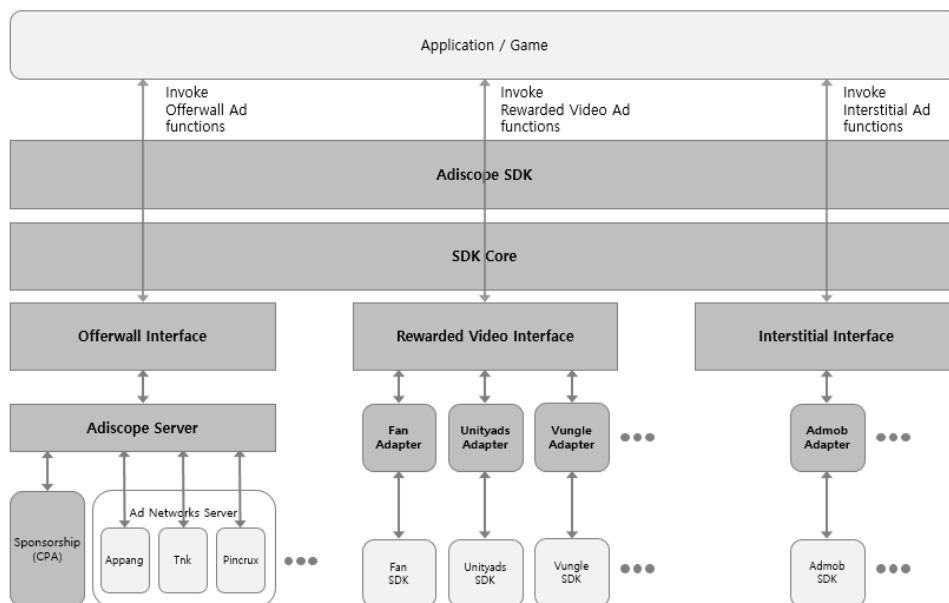 Application / Game
Invoke
Offerwall Ad
functions
Invoke
Rewarded Video Ad
functions
Invoke
Interstitial Ad
functions
Adiscope SDK
SDK Core
Offerwall Interface
Rewarded Video Interface
Interstitial Interface
Adiscope Server
Fan
Adapter
Unityads
Adapter
Vungle
Adapter
Admob
Adapter
Sponsorship
(CPA)
Ad Networks Server
Appang
Tnk
Pincrux
Fan
SDK
Unityads
SDK
Vungle
SDK
Admob
SDK